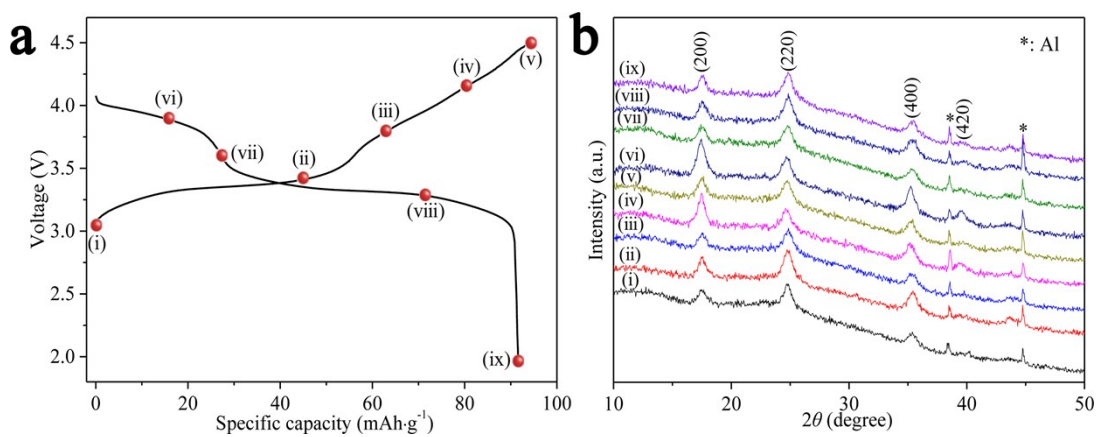 a
4.5
4.0
3.5
3.0
2.5
2.0
Voltage (V)
(i)
(ii)
(iii)
(iv)
(v)
(vi)
(vii)
(viii)
(ix)
0 20 40 60 80 100
Specific capacity (mAh·g⁻¹)
b
*: Al
(200)
(220)
(400)
*
(420)
*
(ix)
(viii)
(vii)
(vi)
(v)
(iv)
(iii)
(ii)
(i)
Intensity (a.u.)
10 20 30 40 50
2θ (degree)